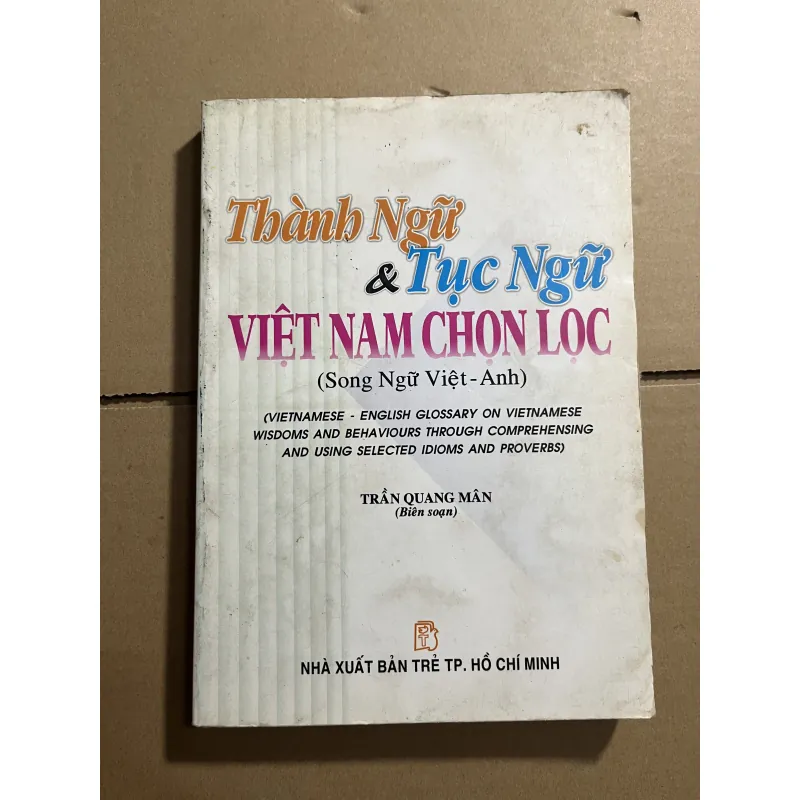 Thành Ngữ
& Tục Ngữ
VIỆT NAM CHỌN LỌC
(Song Ngữ Việt-Anh)
(VIETNAMESE - ENGLISH GLOSSARY ON VIETNAMESE
WISDOMS AND BEHAVIOURS THROUGH COMPREHENSING
AND USING SELECTED IDIOMS AND PROVERBS)
TRẦN QUANG MÂN
(Biên soạn)
NHÀ XUẤT BẢN TRẺ TP. HỒ CHÍ MINH